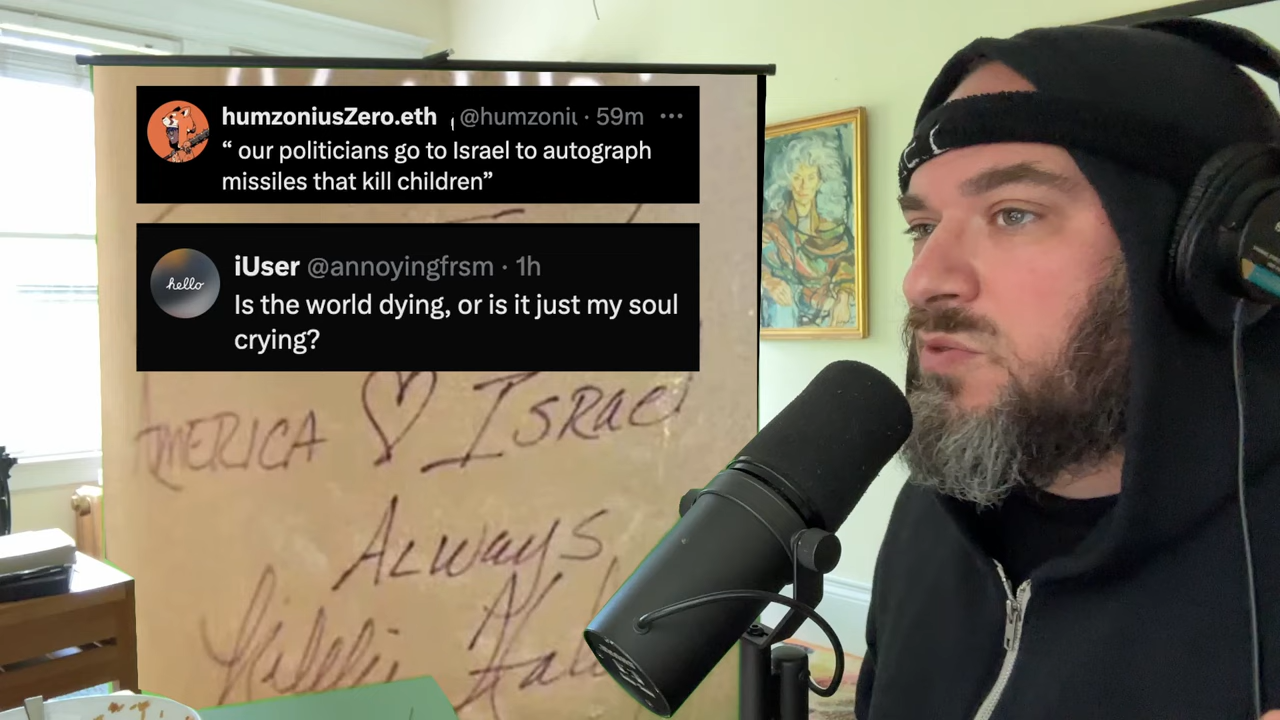 humzoniusZero.eth @humzoni · 59m ...
“ our politicians go to Israel to autograph
missiles that kill children”
hello
iUser @annoyingfrsm · 1h
Is the world dying, or is it just my soul
crying?
AMERICA ♡ ISRAEL
ALWAYS